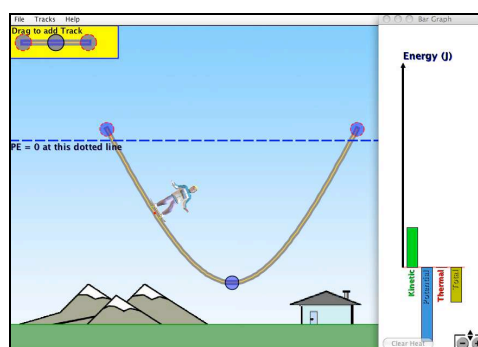 File Tracks Help
Drag to add Track
PE = 0 at this dotted line
Bar Graph
Energy (J)
Kinetic
Potential
Thermal
Total
Clear Heat